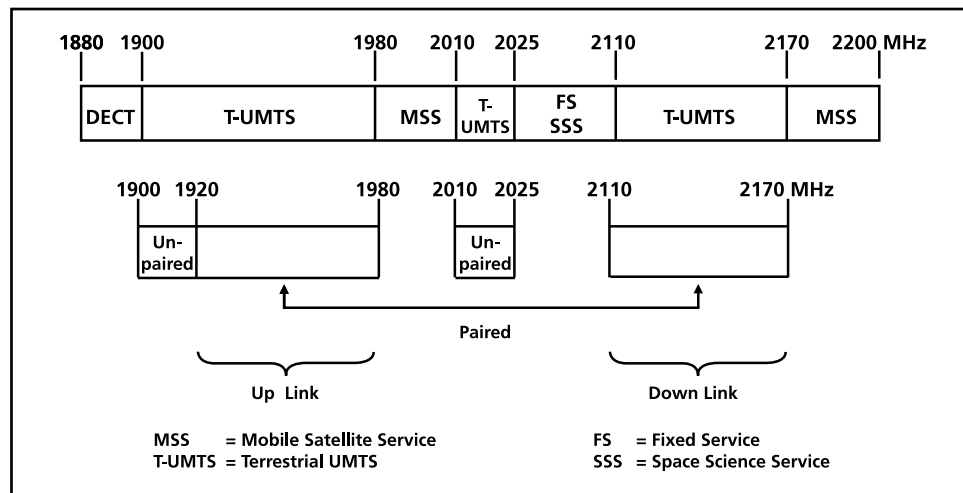 1880 1900 1980 2010 2025 2110 2170 2200 MHz
DECT T-UMTS MSS T-UMTS FS SSS T-UMTS MSS
1900 1920 1980 2010 2025 2110 2170 MHz
Un-paired Un-paired
Paired
Up Link Down Link
MSS = Mobile Satellite Service FS = Fixed Service
T-UMTS = Terrestrial UMTS SSS = Space Science Service